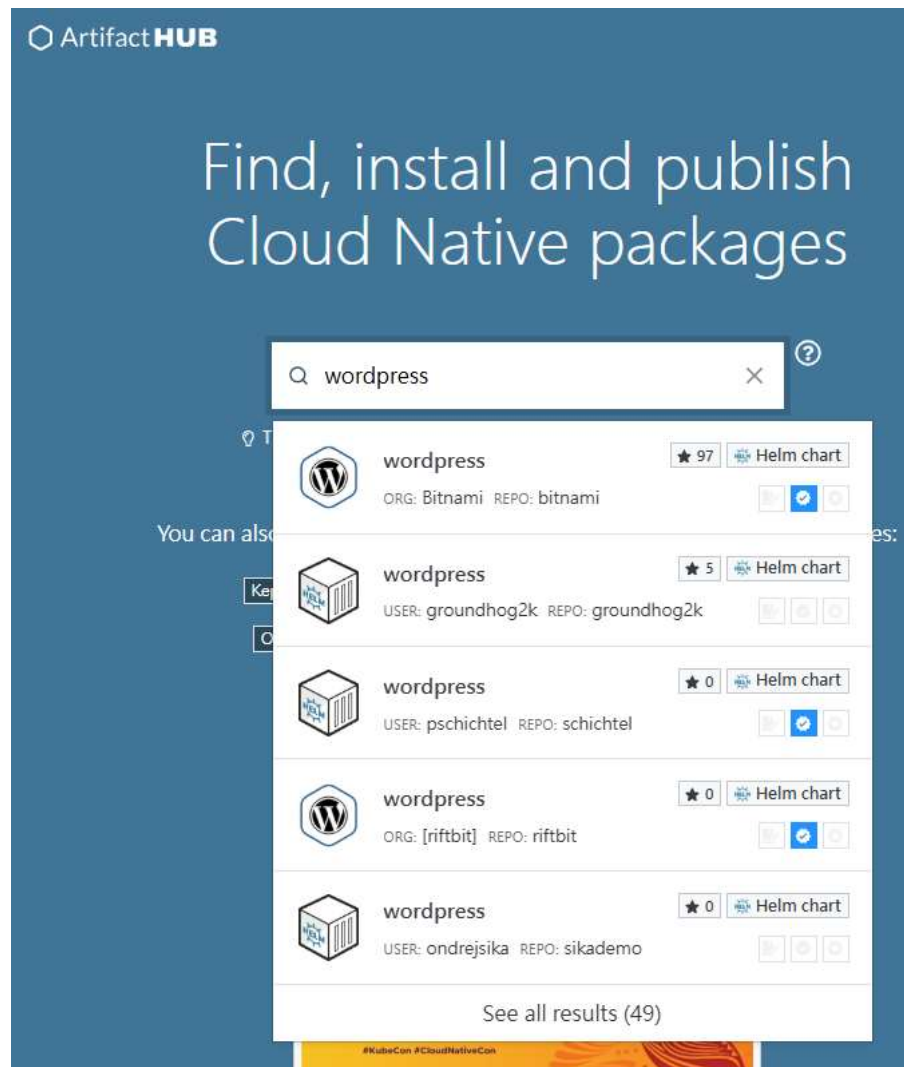 Artifact HUB
Find, install and publish
Cloud Native packages
wordpress
T
wordpress
97 Helm chart
ORG: Bitnami REPO: bitnami
You can also
es:
wordpress
5 Helm chart
USER: groundhog2k REPO: groundhog2k
Kep
O
wordpress
0 Helm chart
USER: pschichtel REPO: schichtel
wordpress
0 Helm chart
ORG: [riftbit] REPO: riftbit
wordpress
0 Helm chart
USER: ondrejsika REPO: sikademo
See all results (49)
#KubeCon #CloudNativeCon